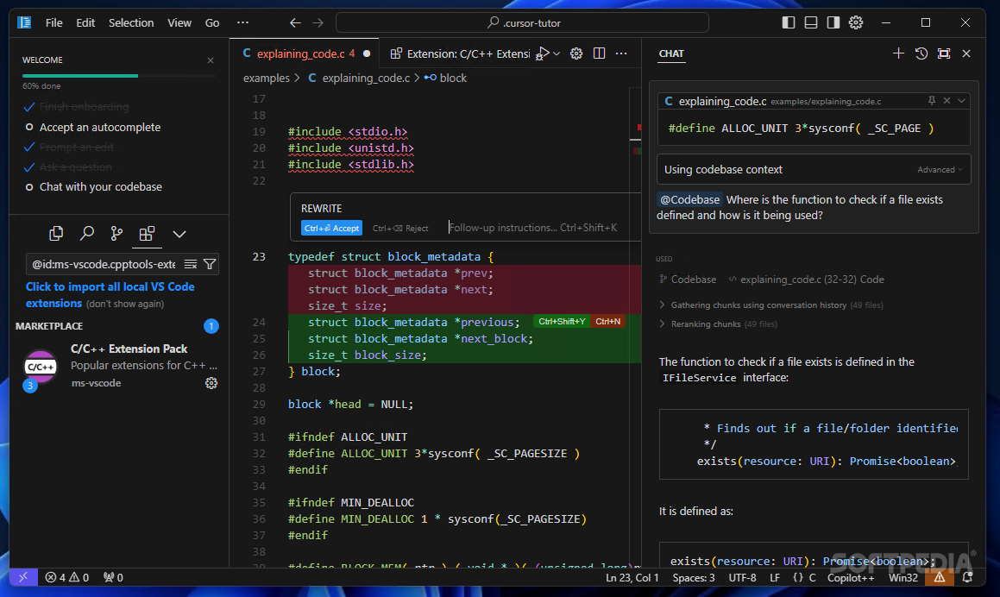 File Edit Selection View Go ··· .cursor-tutor
WELCOME
60% done
Finish onboarding
Accept an autocomplete
Prompt an edit
Ask a question
Chat with your codebase
@id:ms-vscode.cpptools-exte
Click to import all local VS Code
extensions (don't show again)
MARKETPLACE 1
C/C++
3
C/C++ Extension Pack
Popular extensions for C++ ...
ms-vscode
C explaining_code.c 4 ● Extension: C/C++ Extensi
examples > C explaining_code.c > block
17
18
19 #include <stdio.h>
20 #include <unistd.h>
21 #include <stdlib.h>
22
REWRITE
Ctrl+⏎ Accept Ctrl+⌫ Reject Follow-up instructions... Ctrl+Shift+K
23 typedef struct block_metadata {
struct block_metadata *prev;
struct block_metadata *next;
size_t size;
24 struct block_metadata *previous; Ctrl+Shift+Y Ctrl+N
25 struct block_metadata *next_block;
26 size_t block_size;
27 } block;
28
29 block *head = NULL;
30
31 #ifndef ALLOC_UNIT
32 #define ALLOC_UNIT 3*sysconf( _SC_PAGESIZE )
33 #endif
34
35 #ifndef MIN_DEALLOC
36 #define MIN_DEALLOC 1 * sysconf(_SC_PAGESIZE)
37 #endif
38
39 #define BLOCK_MEM( ptr ) ( void * )( (unsigned long)
CHAT
C explaining_code.c examples/explaining_code.c
#define ALLOC_UNIT 3*sysconf( _SC_PAGE )
Using codebase context Advanced
@Codebase Where is the function to check if a file exists
defined and how is it being used?
USED
Codebase explaining_code.c (32-32) Code
> Gathering chunks using conversation history (49 files)
> Reranking chunks (49 files)
The function to check if a file exists is defined in the
IFileService interface:
* Finds out if a file/folder identified
*/
exists(resource: URI): Promise<boolean>
It is defined as:
exists(resource: URI): Promise<boolean>;
SOFTPEDIA®
4 0 0 Ln 23, Col 1 Spaces: 3 UTF-8 LF {} C Copilot++ Win32